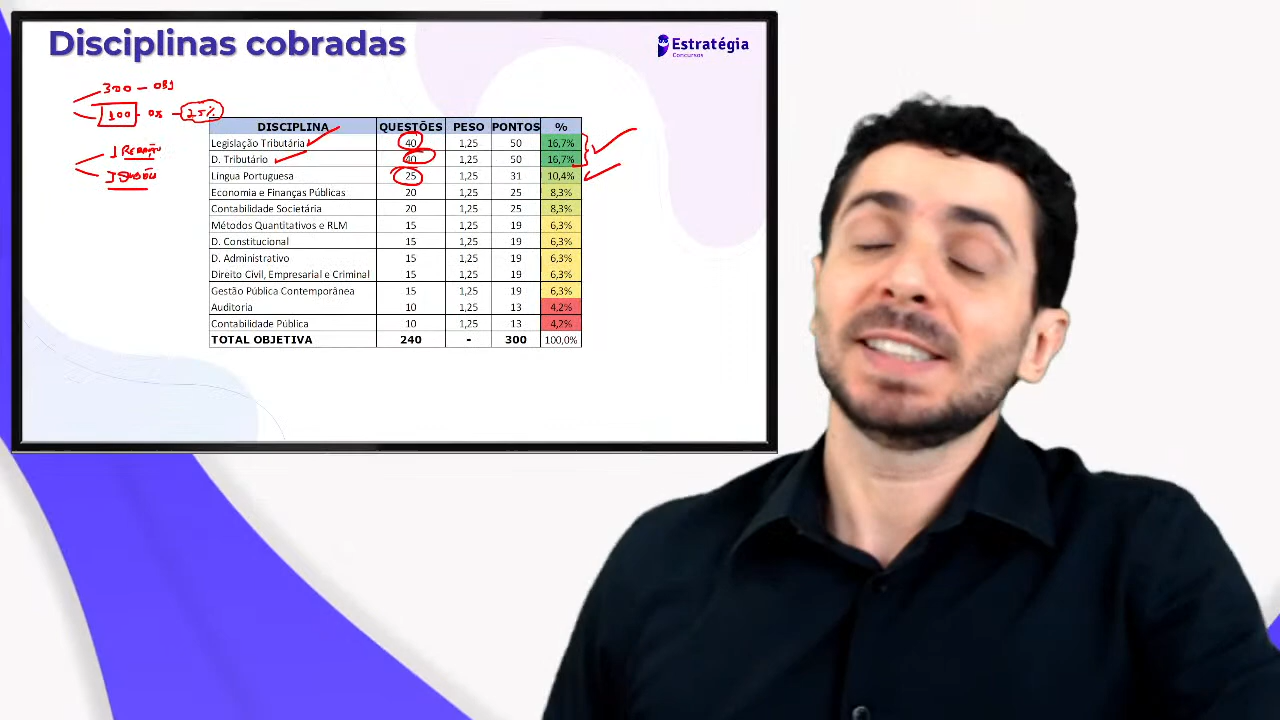 Disciplinas cobradas
Estratégia
Concursos
300 - OBJ
100 - DIS - 25%
1 REDAÇÃO
DISCIPLINA QUESTÕES PESO PONTOS %
Legislação Tributária 40 1,25 50 16,7%
D. Tributário 40 1,25 50 16,7%
Língua Portuguesa 25 1,25 31 10,4%
Economia e Finanças Públicas 20 1,25 25 8,3%
Contabilidade Societária 20 1,25 25 8,3%
Métodos Quantitativos e RLM 15 1,25 19 6,3%
D. Constitucional 15 1,25 19 6,3%
D. Administrativo 15 1,25 19 6,3%
Direito Civil, Empresarial e Criminal 15 1,25 19 6,3%
Gestão Pública Contemporânea 15 1,25 19 6,3%
Auditoria 10 1,25 13 4,2%
Contabilidade Pública 10 1,25 13 4,2%
TOTAL OBJETIVA 240 - 300 100,0%